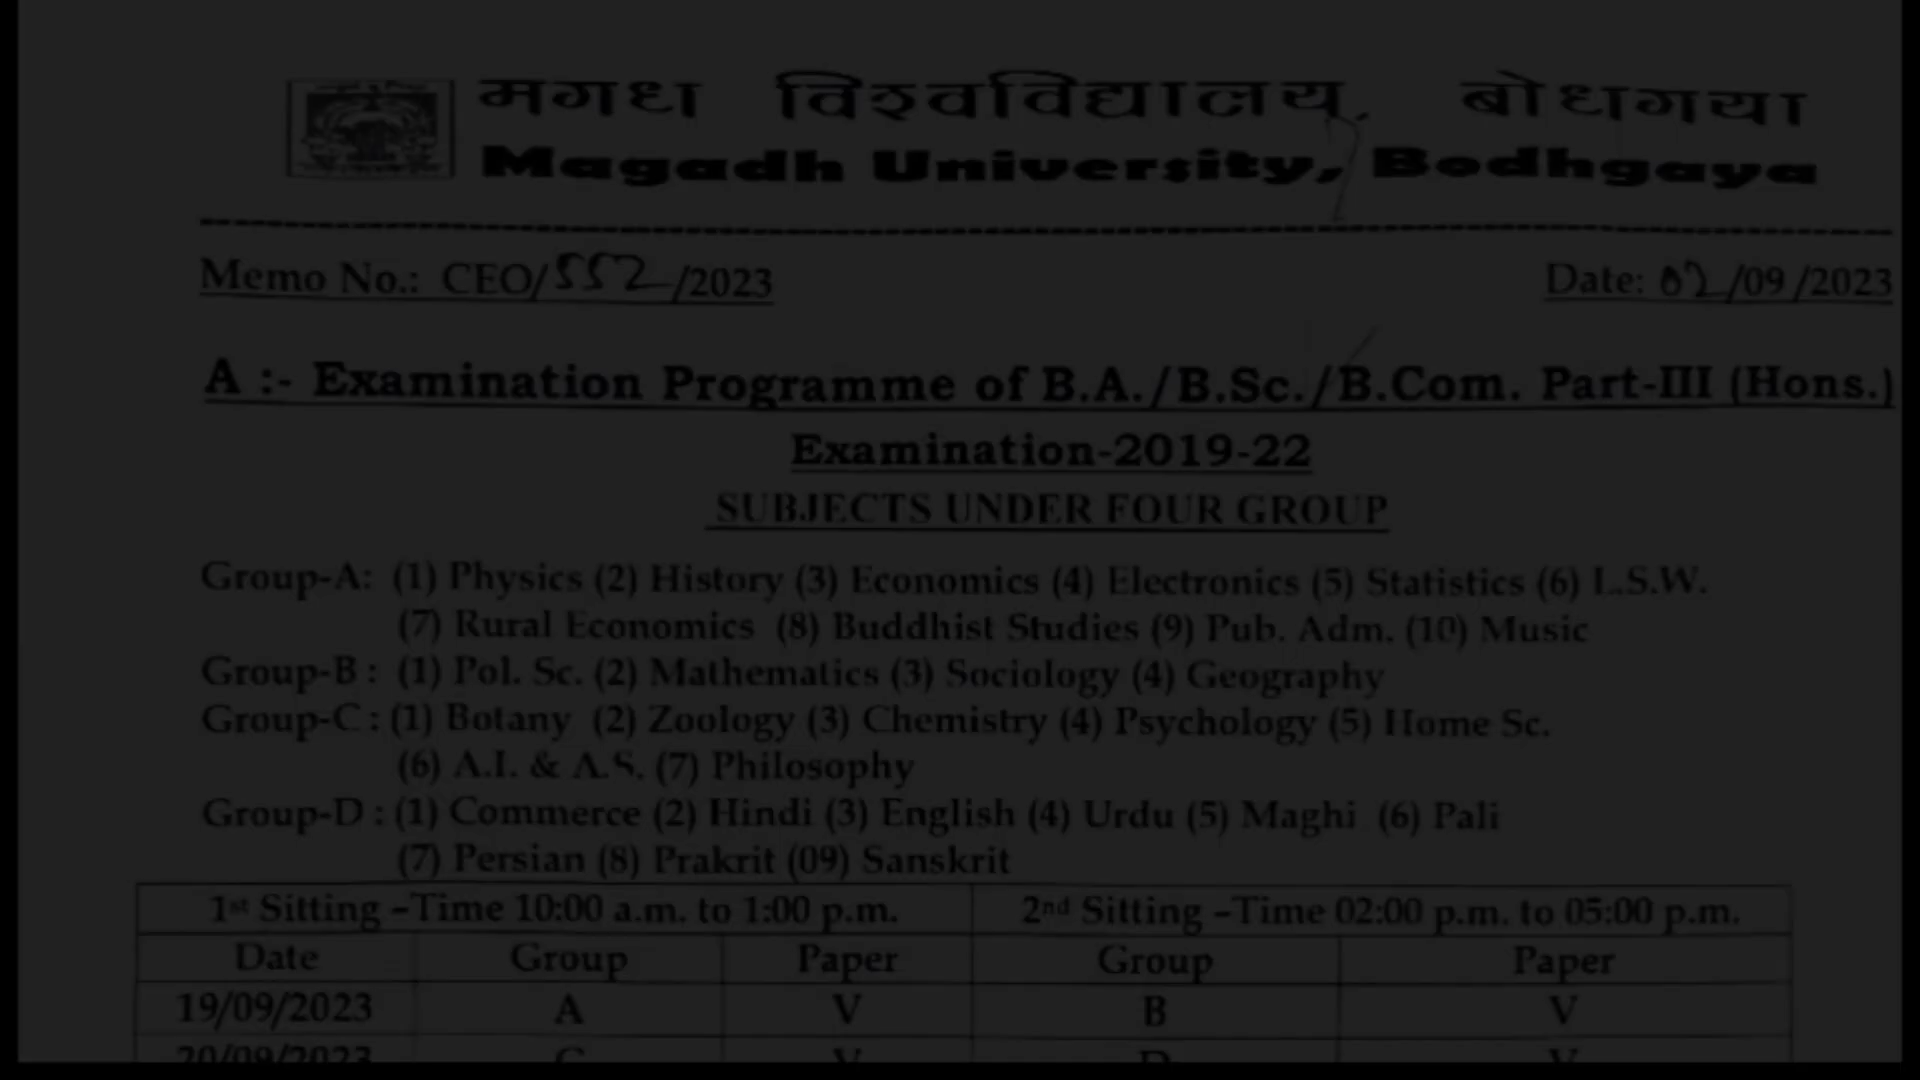 मगध विश्वविद्यालय, बोधगया
Magadh University, Bodhgaya
Memo No.: CEO/552/2023
Date: 02/09/2023
A :- Examination Programme of B.A./B.Sc./B.Com. Part-III (Hons.)
Examination-2019-22
SUBJECTS UNDER FOUR GROUP
Group-A: (1) Physics (2) History (3) Economics (4) Electronics (5) Statistics (6) L.S.W.
(7) Rural Economics (8) Buddhist Studies (9) Pub. Adm. (10) Music
Group-B : (1) Pol. Sc. (2) Mathematics (3) Sociology (4) Geography
Group-C : (1) Botany (2) Zoology (3) Chemistry (4) Psychology (5) Home Sc.
(6) A.I. & A.S. (7) Philosophy
Group-D : (1) Commerce (2) Hindi (3) English (4) Urdu (5) Maghi (6) Pali
(7) Persian (8) Prakrit (09) Sanskrit
1st Sitting –Time 10:00 a.m. to 1:00 p.m. 2nd Sitting –Time 02:00 p.m. to 05:00 p.m.
Date Group Paper Group Paper
19/09/2023 A V B V
20/09/2023 C V D V